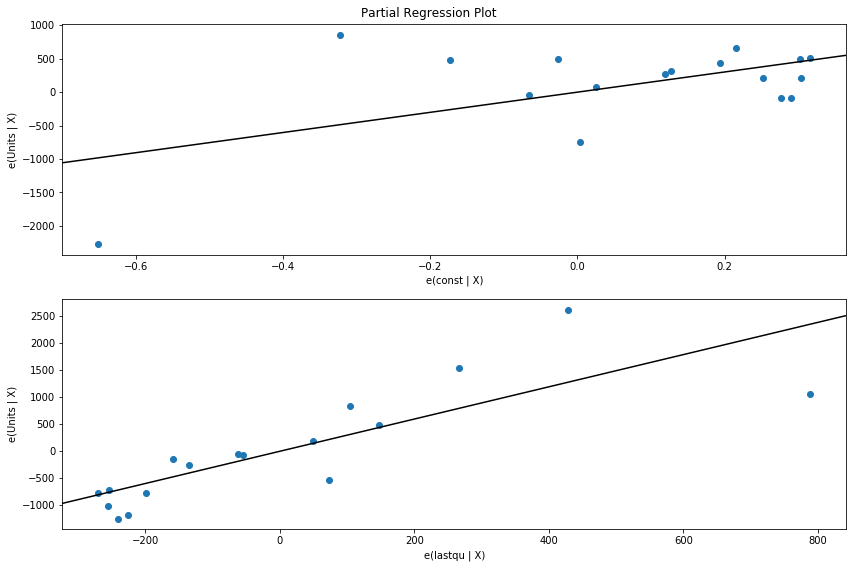 Partial Regression Plot
1000
500
0
−500
−1000
−1500
−2000
e(Units | X)
−0.6 −0.4 −0.2 0.0 0.2
e(const | X)
2500
2000
1500
1000
500
0
−500
−1000
e(Units | X)
−200 0 200 400 600 800
e(lastqu | X)